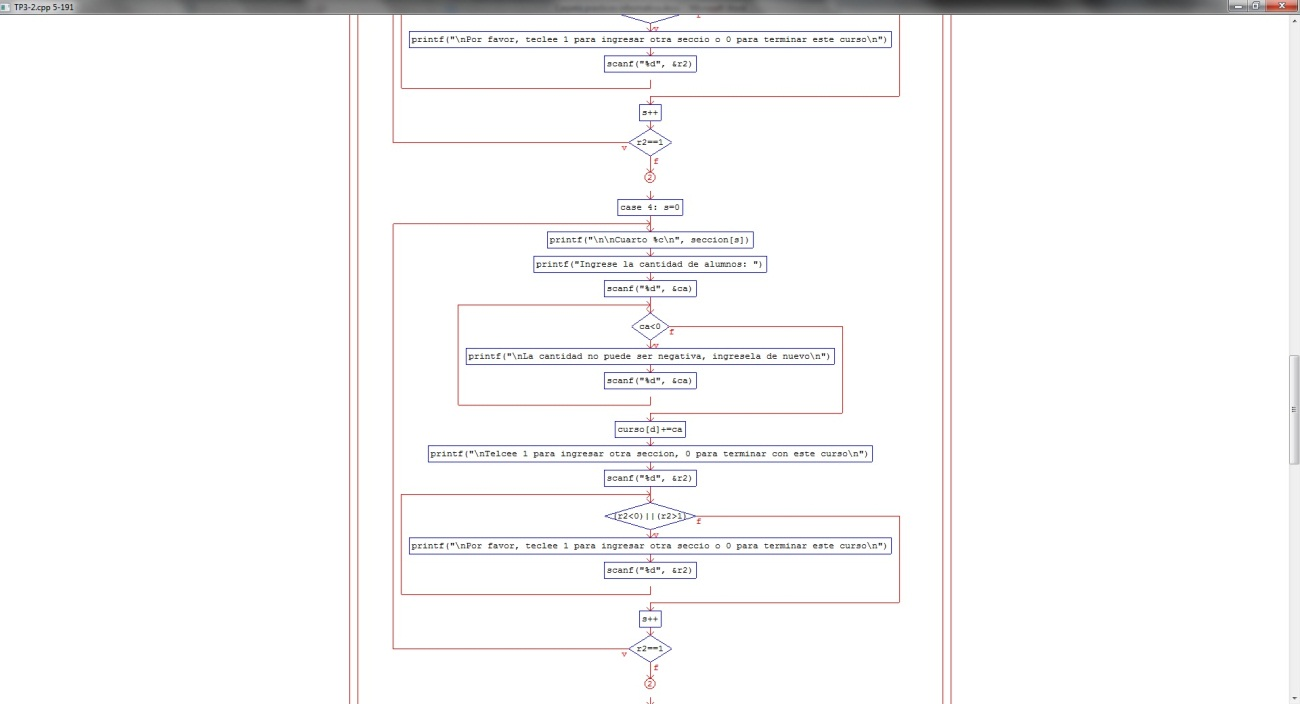 TP3-2.cpp 5-191
f
v
printf("\nPor favor, teclee 1 para ingresar otra seccio o 0 para terminar este curso\n")
scanf("%d", &r2)
s++
r2==1
v
f
2
case 4: s=0
printf("\n\nCuarto %c\n", seccion[s])
printf("Ingrese la cantidad de alumnos: ")
scanf("%d", &ca)
ca<0
f
v
printf("\nLa cantidad no puede ser negativa, ingresela de nuevo\n")
scanf("%d", &ca)
curso[d]+=ca
printf("\nTelcee 1 para ingresar otra seccion, 0 para terminar con este curso\n")
scanf("%d", &r2)
(r2<0)||(r2>1)
f
v
printf("\nPor favor, teclee 1 para ingresar otra seccio o 0 para terminar este curso\n")
scanf("%d", &r2)
s++
r2==1
v
f
2